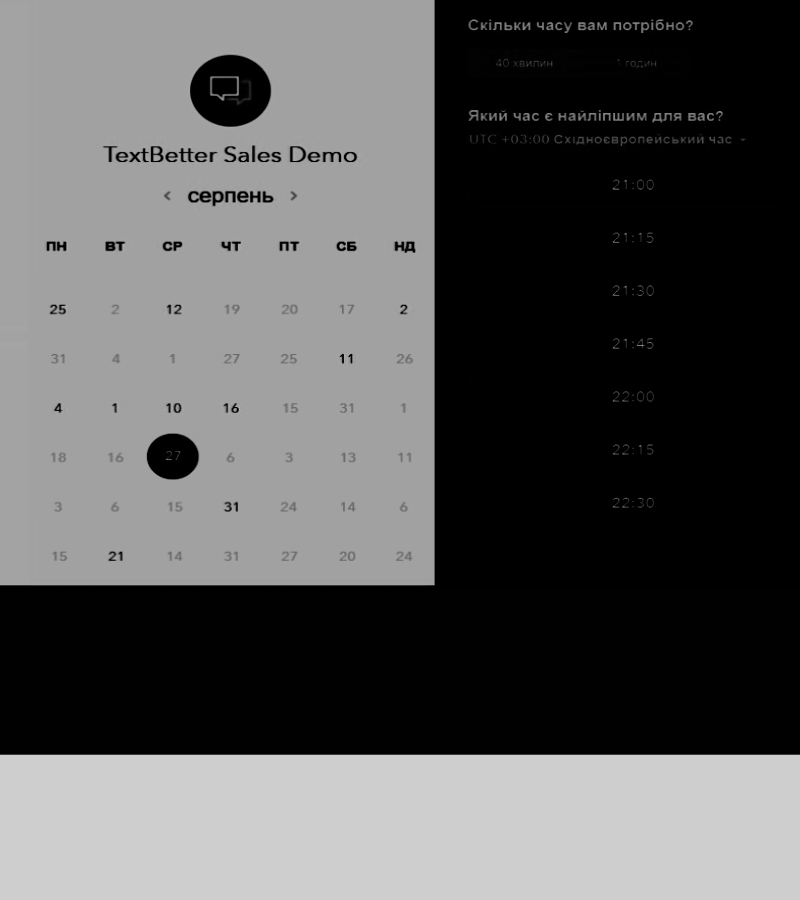 TextBetter Sales Demo
серпень
ПН ВТ СР ЧТ ПТ СБ НД
25 2 12 19 20 17 2
31 4 1 27 25 11 26
4 1 10 16 15 31 1
18 16 27 6 3 13 11
3 6 15 31 24 14 6
15 21 14 31 27 20 24
Скільки часу вам потрібно?
40 хвилин 1 годин
Який час є найліпшим для вас?
UTC +03:00 Східноєвропейський час
21:00
21:15
21:30
21:45
22:00
22:15
22:30